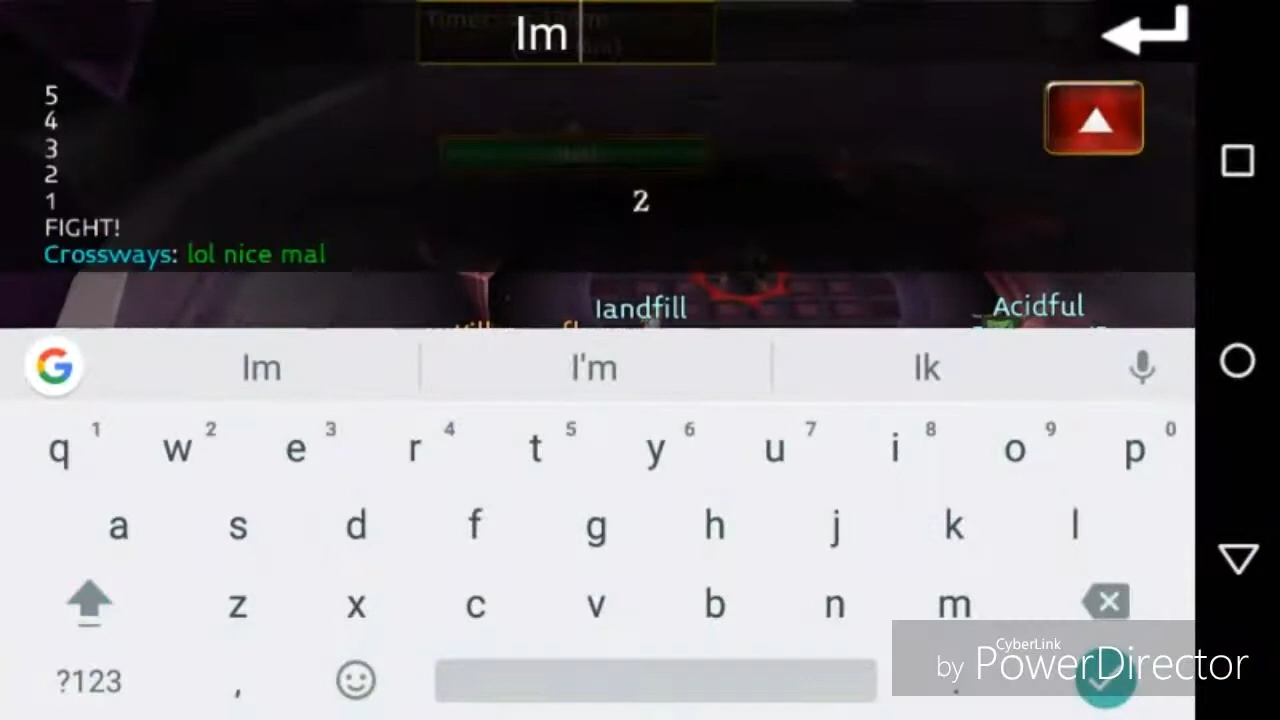 Im
5
4
3
2
1
FIGHT!
2
Crossways: lol nice mal
Iandfill
Acidful
Im I'm Ik
q 1 w 2 e 3 r 4 t 5 y 6 u 7 i 8 o 9 p 0
a s d f g h j k l
z x c v b n m
?123 , .
CyberLink
by PowerDirector